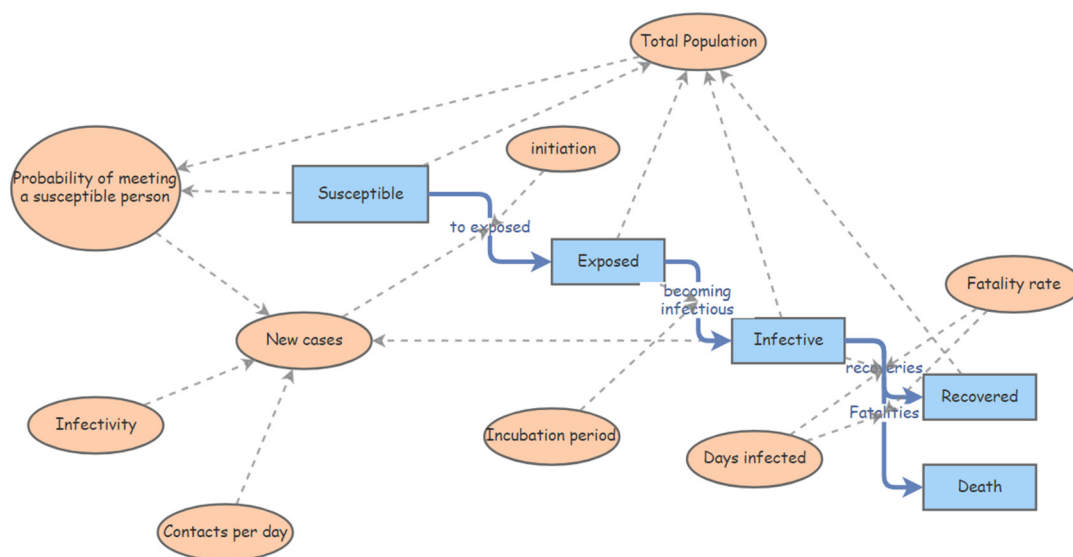 Total Population
initiation
Probability of meeting
a susceptible person
Susceptible
to exposed
Exposed
Fatality rate
becoming
infectious
New cases
Infective
recoveries
Recovered
Fatalities
Infectivity
Incubation period
Days infected
Death
Contacts per day